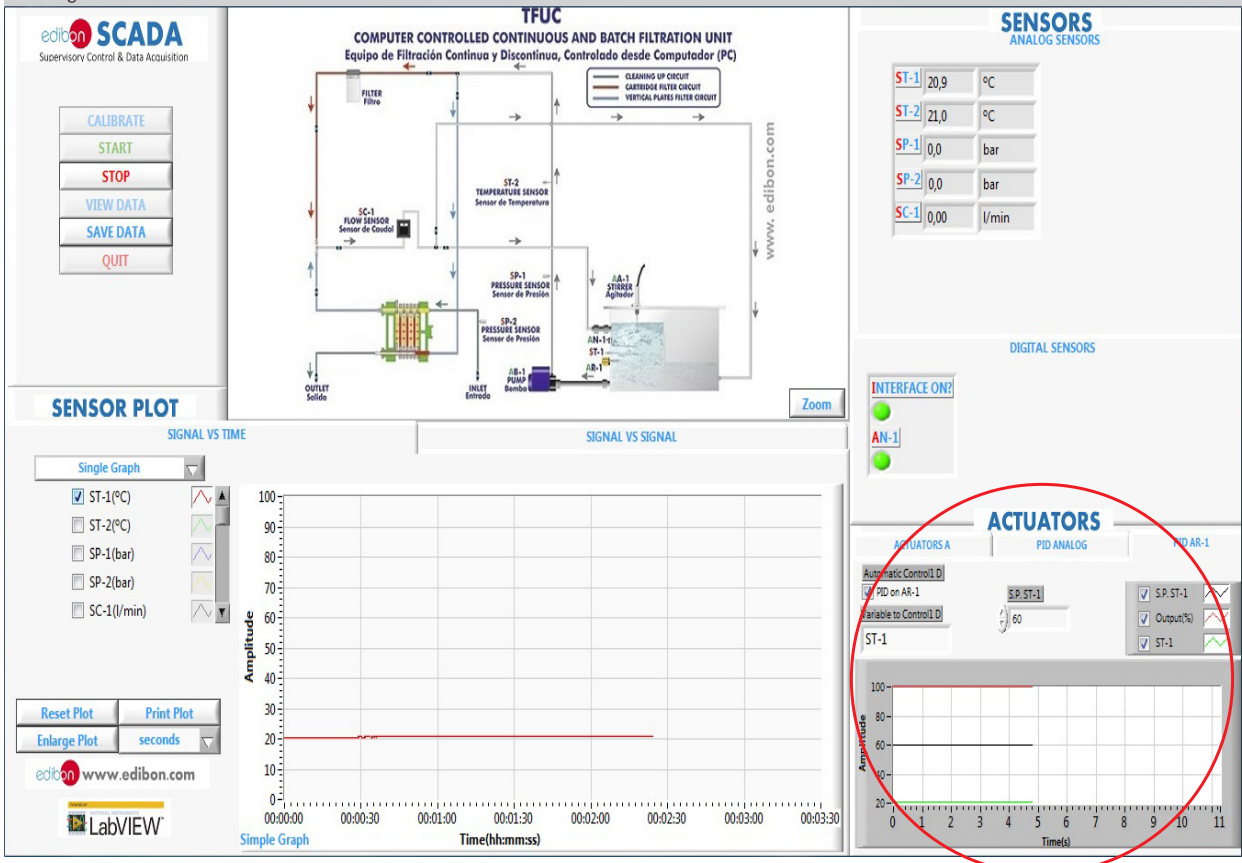 edibon SCADA
Supervisory Control & Data Acquisition
CALIBRATE
START
STOP
VIEW DATA
SAVE DATA
QUIT
TFUC
COMPUTER CONTROLLED CONTINUOUS AND BATCH FILTRATION UNIT
Equipo de Filtración Continua y Discontinua, Controlado desde Computador (PC)
CLEANING UP CIRCUIT
CARTRIDGE FILTER CIRCUIT
VERTICAL PLATES FILTER CIRCUIT
FILTER
Filtro
ST-2
TEMPERATURE SENSOR
Sensor de Temperatura
SC-1
FLOW SENSOR
Sensor de Caudal
www. edibon.com
SP-1
PRESSURE SENSOR
Sensor de Presión
AA-1
STIRRER
Agitador
SP-2
PRESSURE SENSOR
Sensor de Presión
AN-1
ST-1
AR-1
AB-1
PUMP
Bomba
OUTLET
Salida
INLET
Entrada
Zoom
SENSORS
ANALOG SENSORS
ST-1 20,9 ºC
ST-2 21,0 ºC
SP-1 0,0 bar
SP-2 0,0 bar
SC-1 0,00 l/min
DIGITAL SENSORS
INTERFACE ON?
AN-1
SENSOR PLOT
SIGNAL VS TIME
SIGNAL VS SIGNAL
Single Graph
ST-1(ºC)
ST-2(ºC)
SP-1(bar)
SP-2(bar)
SC-1(l/min)
Reset Plot
Print Plot
Enlarge Plot
seconds
edibon www.edibon.com
LabVIEW
Amplitude
100
90
80
70
60
50
40
30
20
10
0
00:00:00 00:00:30 00:01:00 00:01:30 00:02:00 00:02:30 00:03:00 00:03:30
Simple Graph
Time(hh:mm:ss)
ACTUATORS
ACTUATORS A
PID ANALOG
PID AR-1
Automatic Control1 D
PID on AR-1
Variable to Control1 D
ST-1
S.P. ST-1
60
S.P. ST-1
Output(%)
ST-1
Amplitude
100
80
60
40
20
0 1 2 3 4 5 6 7 8 9 10 11
Time(s)